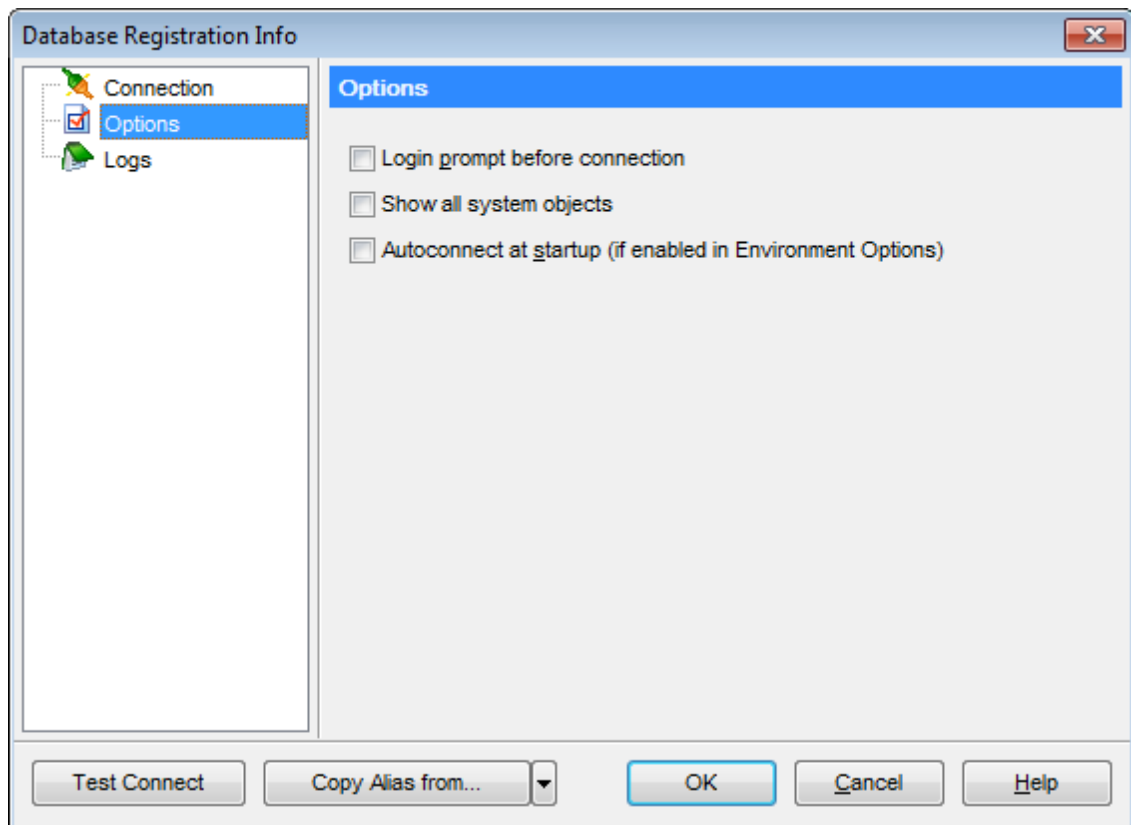 Database Registration Info
Connection
Options
Logs
Options
Login prompt before connection
Show all system objects
Autoconnect at startup (if enabled in Environment Options)
Test Connect
Copy Alias from...
OK
Cancel
Help